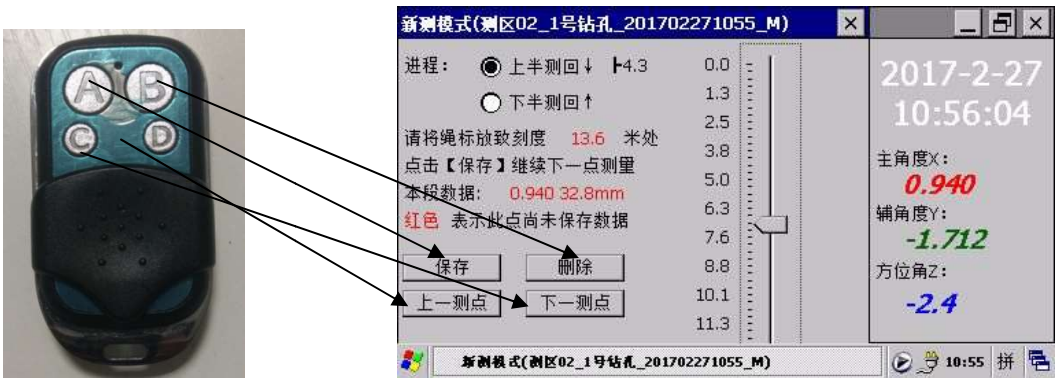 A B
C D
新测模式(测区02_1号钻孔_201702271055_M)
进程: 上半测回↓ 4.3
下半测回↑
请将绳标放致刻度 13.6 米处
点击【保存】继续下一点测量
本段数据: 0.940 32.8mm
红色 表示此点尚未保存数据
保存 删除
上一测点 下一测点
0.0
1.3
2.5
3.8
5.0
6.3
7.6
8.8
10.1
11.3
2017-2-27
10:56:04
主角度X:
0.940
辅角度Y:
-1.712
方位角Z:
-2.4
新测模式(测区02_1号钻孔_201702271055_M)
10:55 拼